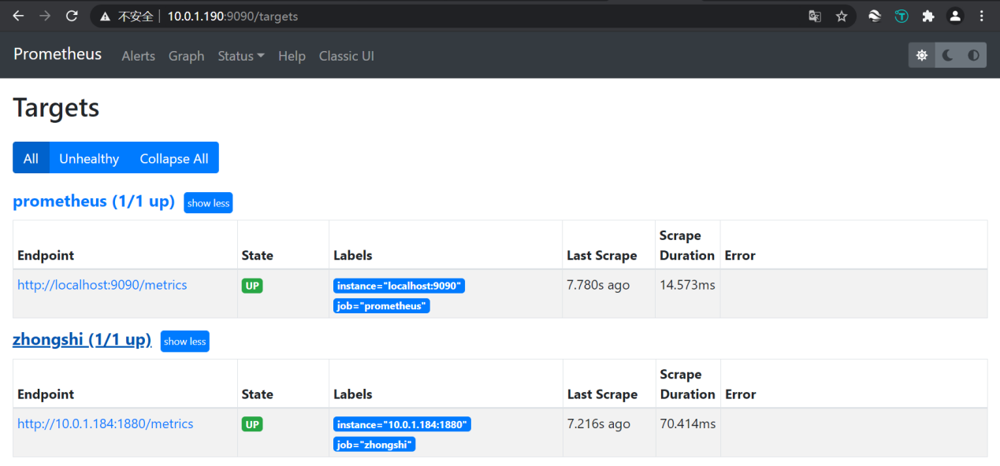 不安全 10.0.1.190:9090/targets
Prometheus Alerts Graph Status Help Classic UI
Targets
All Unhealthy Collapse All
prometheus (1/1 up) show less
Endpoint State Labels Last Scrape Scrape Duration Error
http://localhost:9090/metrics UP instance="localhost:9090" 7.780s ago 14.573ms
job="prometheus"
zhongshi (1/1 up) show less
Endpoint State Labels Last Scrape Scrape Duration Error
http://10.0.1.184:1880/metrics UP instance="10.0.1.184:1880" 7.216s ago 70.414ms
job="zhongshi"